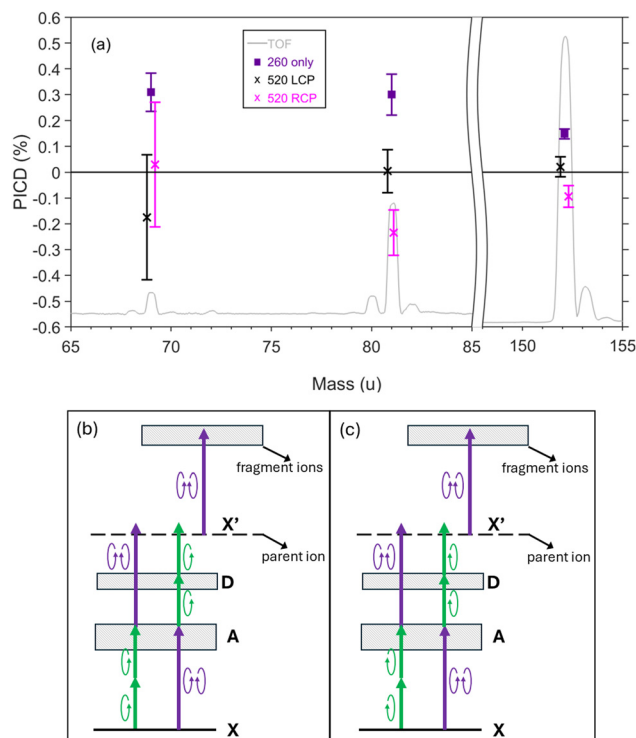 (a)
TOF
260 only
520 LCP
520 RCP
PICD (%)
0.6
0.5
0.4
0.3
0.2
0.1
0
-0.1
-0.2
-0.3
-0.4
-0.5
-0.6
65 70 75 80 85 150 155
Mass (u)
(b)
fragment ions
X'
parent ion
D
A
X
(c)
fragment ions
X'
parent ion
D
A
X